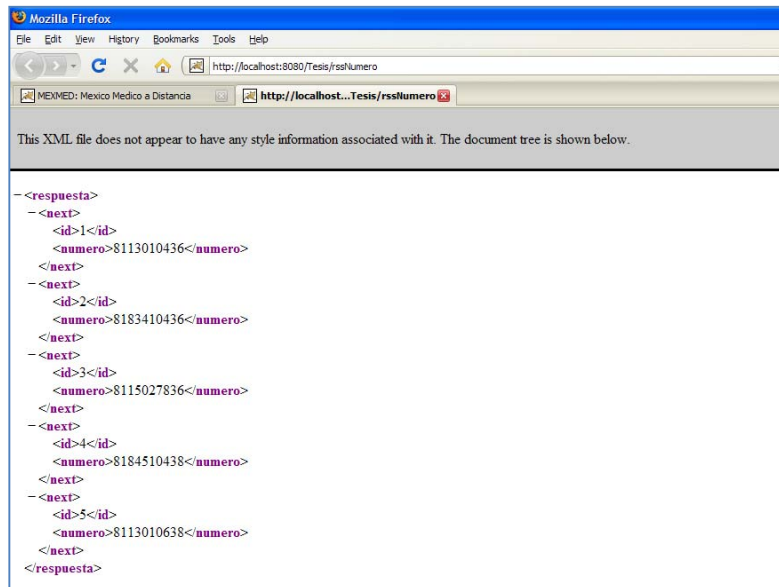 Mozilla Firefox
File Edit View History Bookmarks Tools Help
http://localhost:8080/Tesis/rssNumero
MEXMED: Mexico Medico a Distancia http://localhost...Tesis/rssNumero
This XML file does not appear to have any style information associated with it. The document tree is shown below.
−<respuesta>
−<next>
<id>1</id>
<numero>8113010436</numero>
</next>
−<next>
<id>2</id>
<numero>8183410436</numero>
</next>
−<next>
<id>3</id>
<numero>8115027836</numero>
</next>
−<next>
<id>4</id>
<numero>8184510438</numero>
</next>
−<next>
<id>5</id>
<numero>8113010638</numero>
</next>
</respuesta>